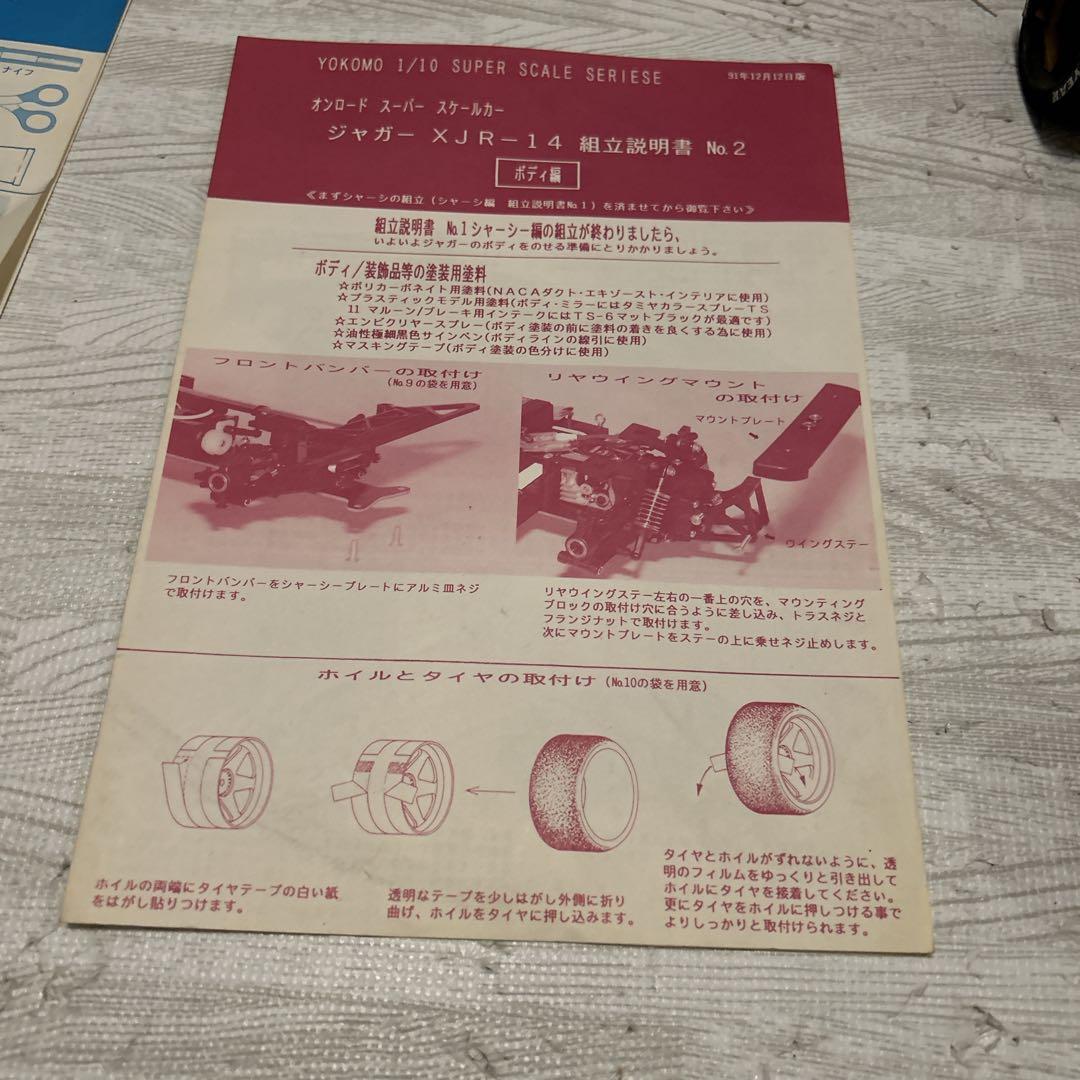 ナイフ
YEAR
YOKOMO 1/10 SUPER SCALE SERIESE
91年12月12日版
オンロード スーパー スケールカー
ジャガー XJR-14 組立説明書 No.2
ボディ編
≪まずシャーシの組立(シャーシ編 組立説明書No.1)を済ませてから御覧下さい≫
組立説明書 No.1シャーシー編の組立が終わりましたら、
いよいよジャガーのボディをのせる準備にとりかかりましょう。
ボディ/装飾品等の塗装用塗料
☆ポリカーボネイト用塗料(NACAダクト・エキゾースト・インテリアに使用)
☆プラスティックモデル用塗料(ボディ・ミラーにはタミヤカラースプレーTS
11 マルーン/ブレーキ用インテークにはTS-6マットブラックが最適です)
☆エンビクリヤースプレー(ボディ塗装の前に塗料の着きを良くする為に使用)
☆油性極細黒色サインペン(ボディラインの線引に使用)
☆マスキングテープ(ボディ塗装の色分けに使用)
フロントバンパーの取付け
(No.9の袋を用意)
フロントバンパーをシャーシープレートにアルミ皿ネジ
で取付けます。
リヤウイングマウント
の取付け
マウントプレート
ウイングステー
リヤウイングステー左右の一番上の穴を、マウンティング
ブロックの取付け穴に合うように差し込み、トラスネジと
フランジナットで取付けます。
次にマウントプレートをステーの上に乗せネジ止めします。
ホイルとタイヤの取付け (No.10の袋を用意)
ホイルの両端にタイヤテープの白い紙
をはがし貼りつけます。
透明なテープを少しはがし外側に折り
曲げ、ホイルをタイヤに押し込みます。
タイヤとホイルがずれないように、透
明のフィルムをゆっくりと引き出して
ホイルにタイヤを接着してください。
更にタイヤをホイルに押しつける事で
よりしっかりと取付けられます。